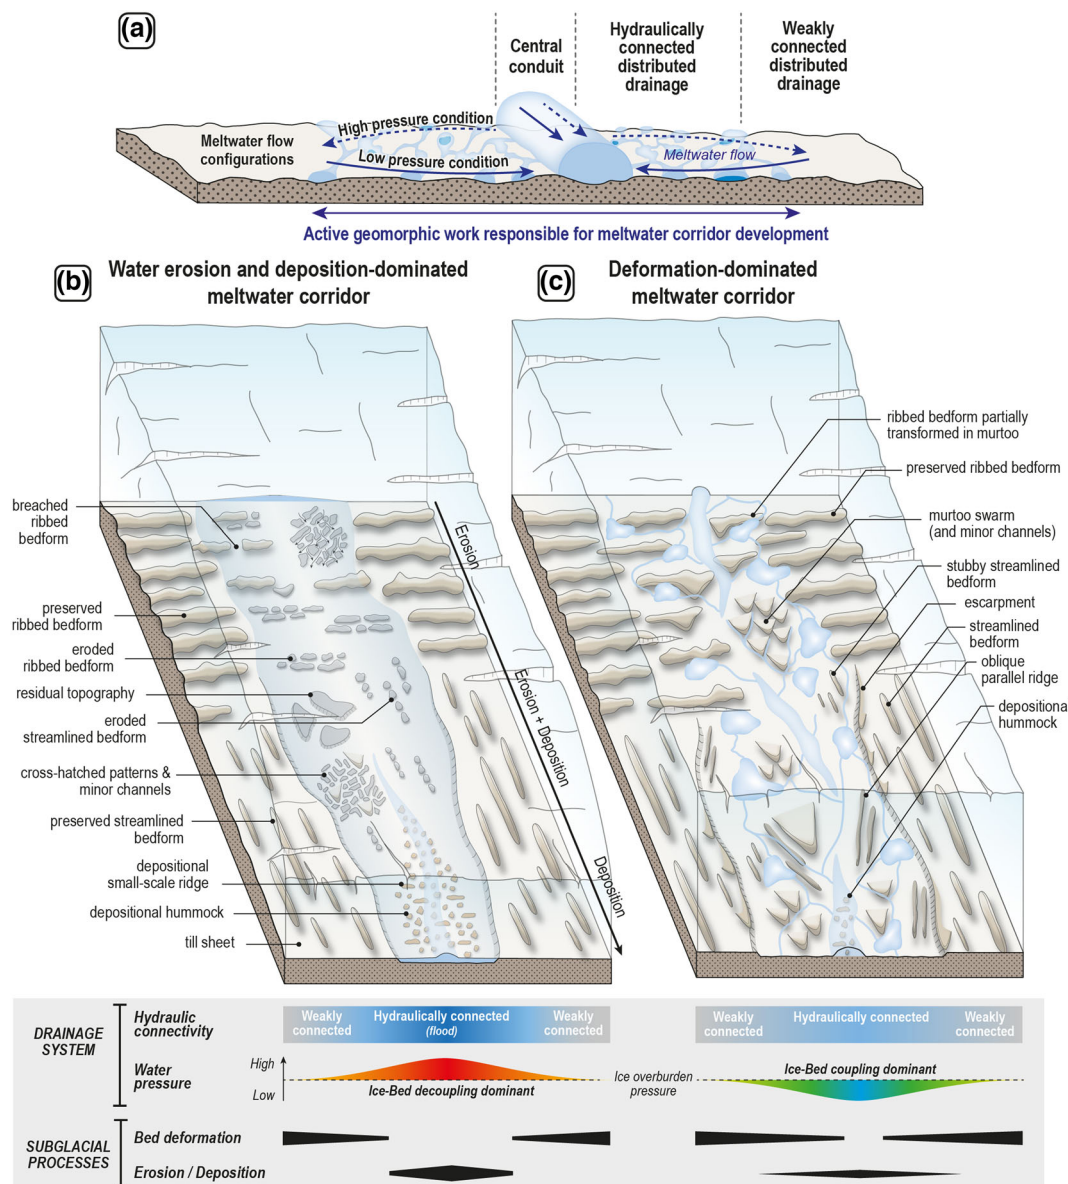 (a)
Central
conduit
Hydraulically
connected
distributed
drainage
Weakly
connected
distributed
drainage
Meltwater flow
configurations
High-pressure condition
Low pressure condition
Meltwater flow
Active geomorphic work responsible for meltwater corridor development
(b)
Water erosion and deposition-dominated
meltwater corridor
(c)
Deformation-dominated
meltwater corridor
breached
ribbed
bedform
preserved
ribbed bedform
eroded
ribbed bedform
residual topography
eroded
streamlined bedform
cross-hatched patterns &
minor channels
preserved streamlined
bedform
depositional
small-scale ridge
depositional hummock
till sheet
Erosion
Erosion + Deposition
Deposition
ribbed bedform partially
transformed in murtoo
preserved ribbed bedform
murtoo swarm
(and minor channels)
stubby streamlined
bedform
escarpment
streamlined
bedform
oblique
parallel ridge
depositiona
hummock
DRAINAGE
SYSTEM
Hydraulic
connectivity
Weakly
connected
Hydraulically connected
(flood)
Weakly
connected
Weakly
connected
Hydraulically connected
Weakly
connected
Water
pressure
High
Low
Ice-Bed decoupling dominant
Ice overburden
pressure
Ice-Bed coupling dominant
SUBGLACIAL
PROCESSES
Bed deformation
Erosion / Deposition